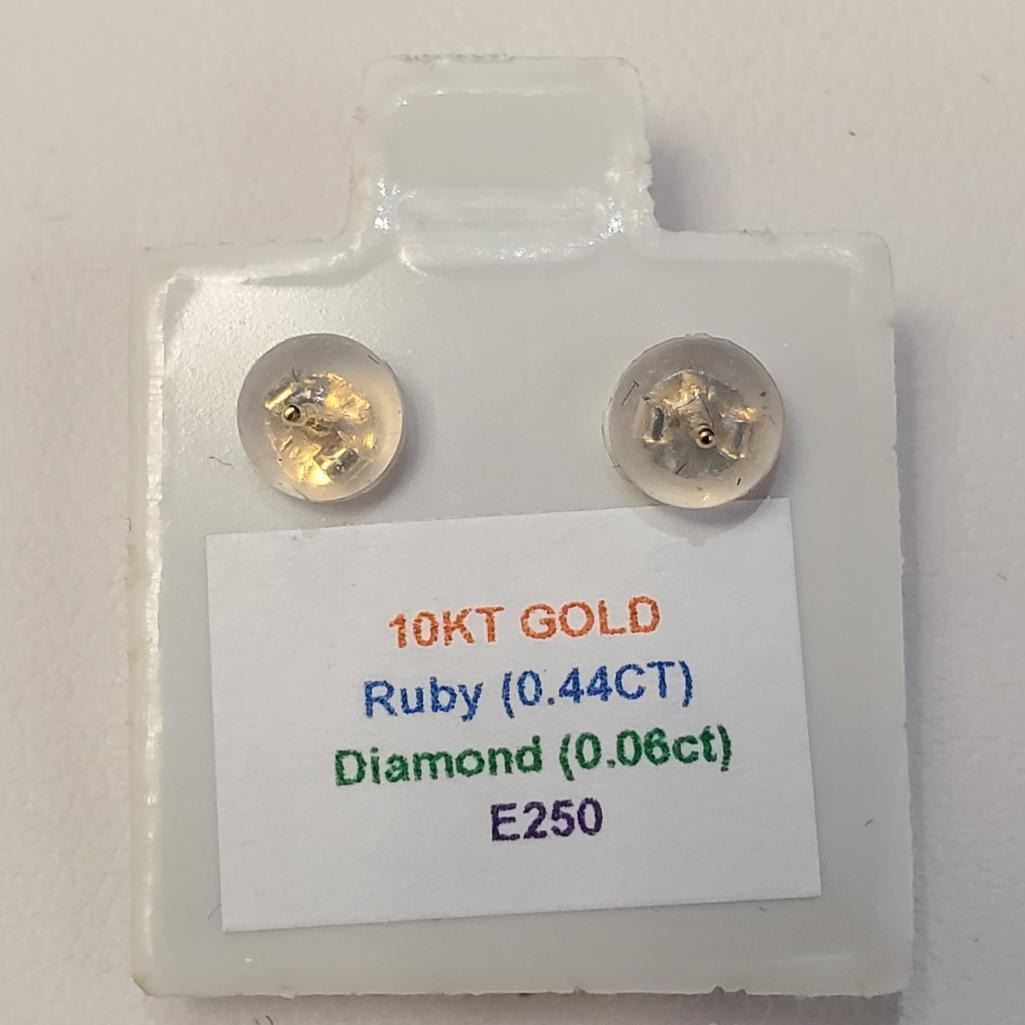 10KT GOLD
Ruby (0.44CT)
Diamond (0.06ct)
E250